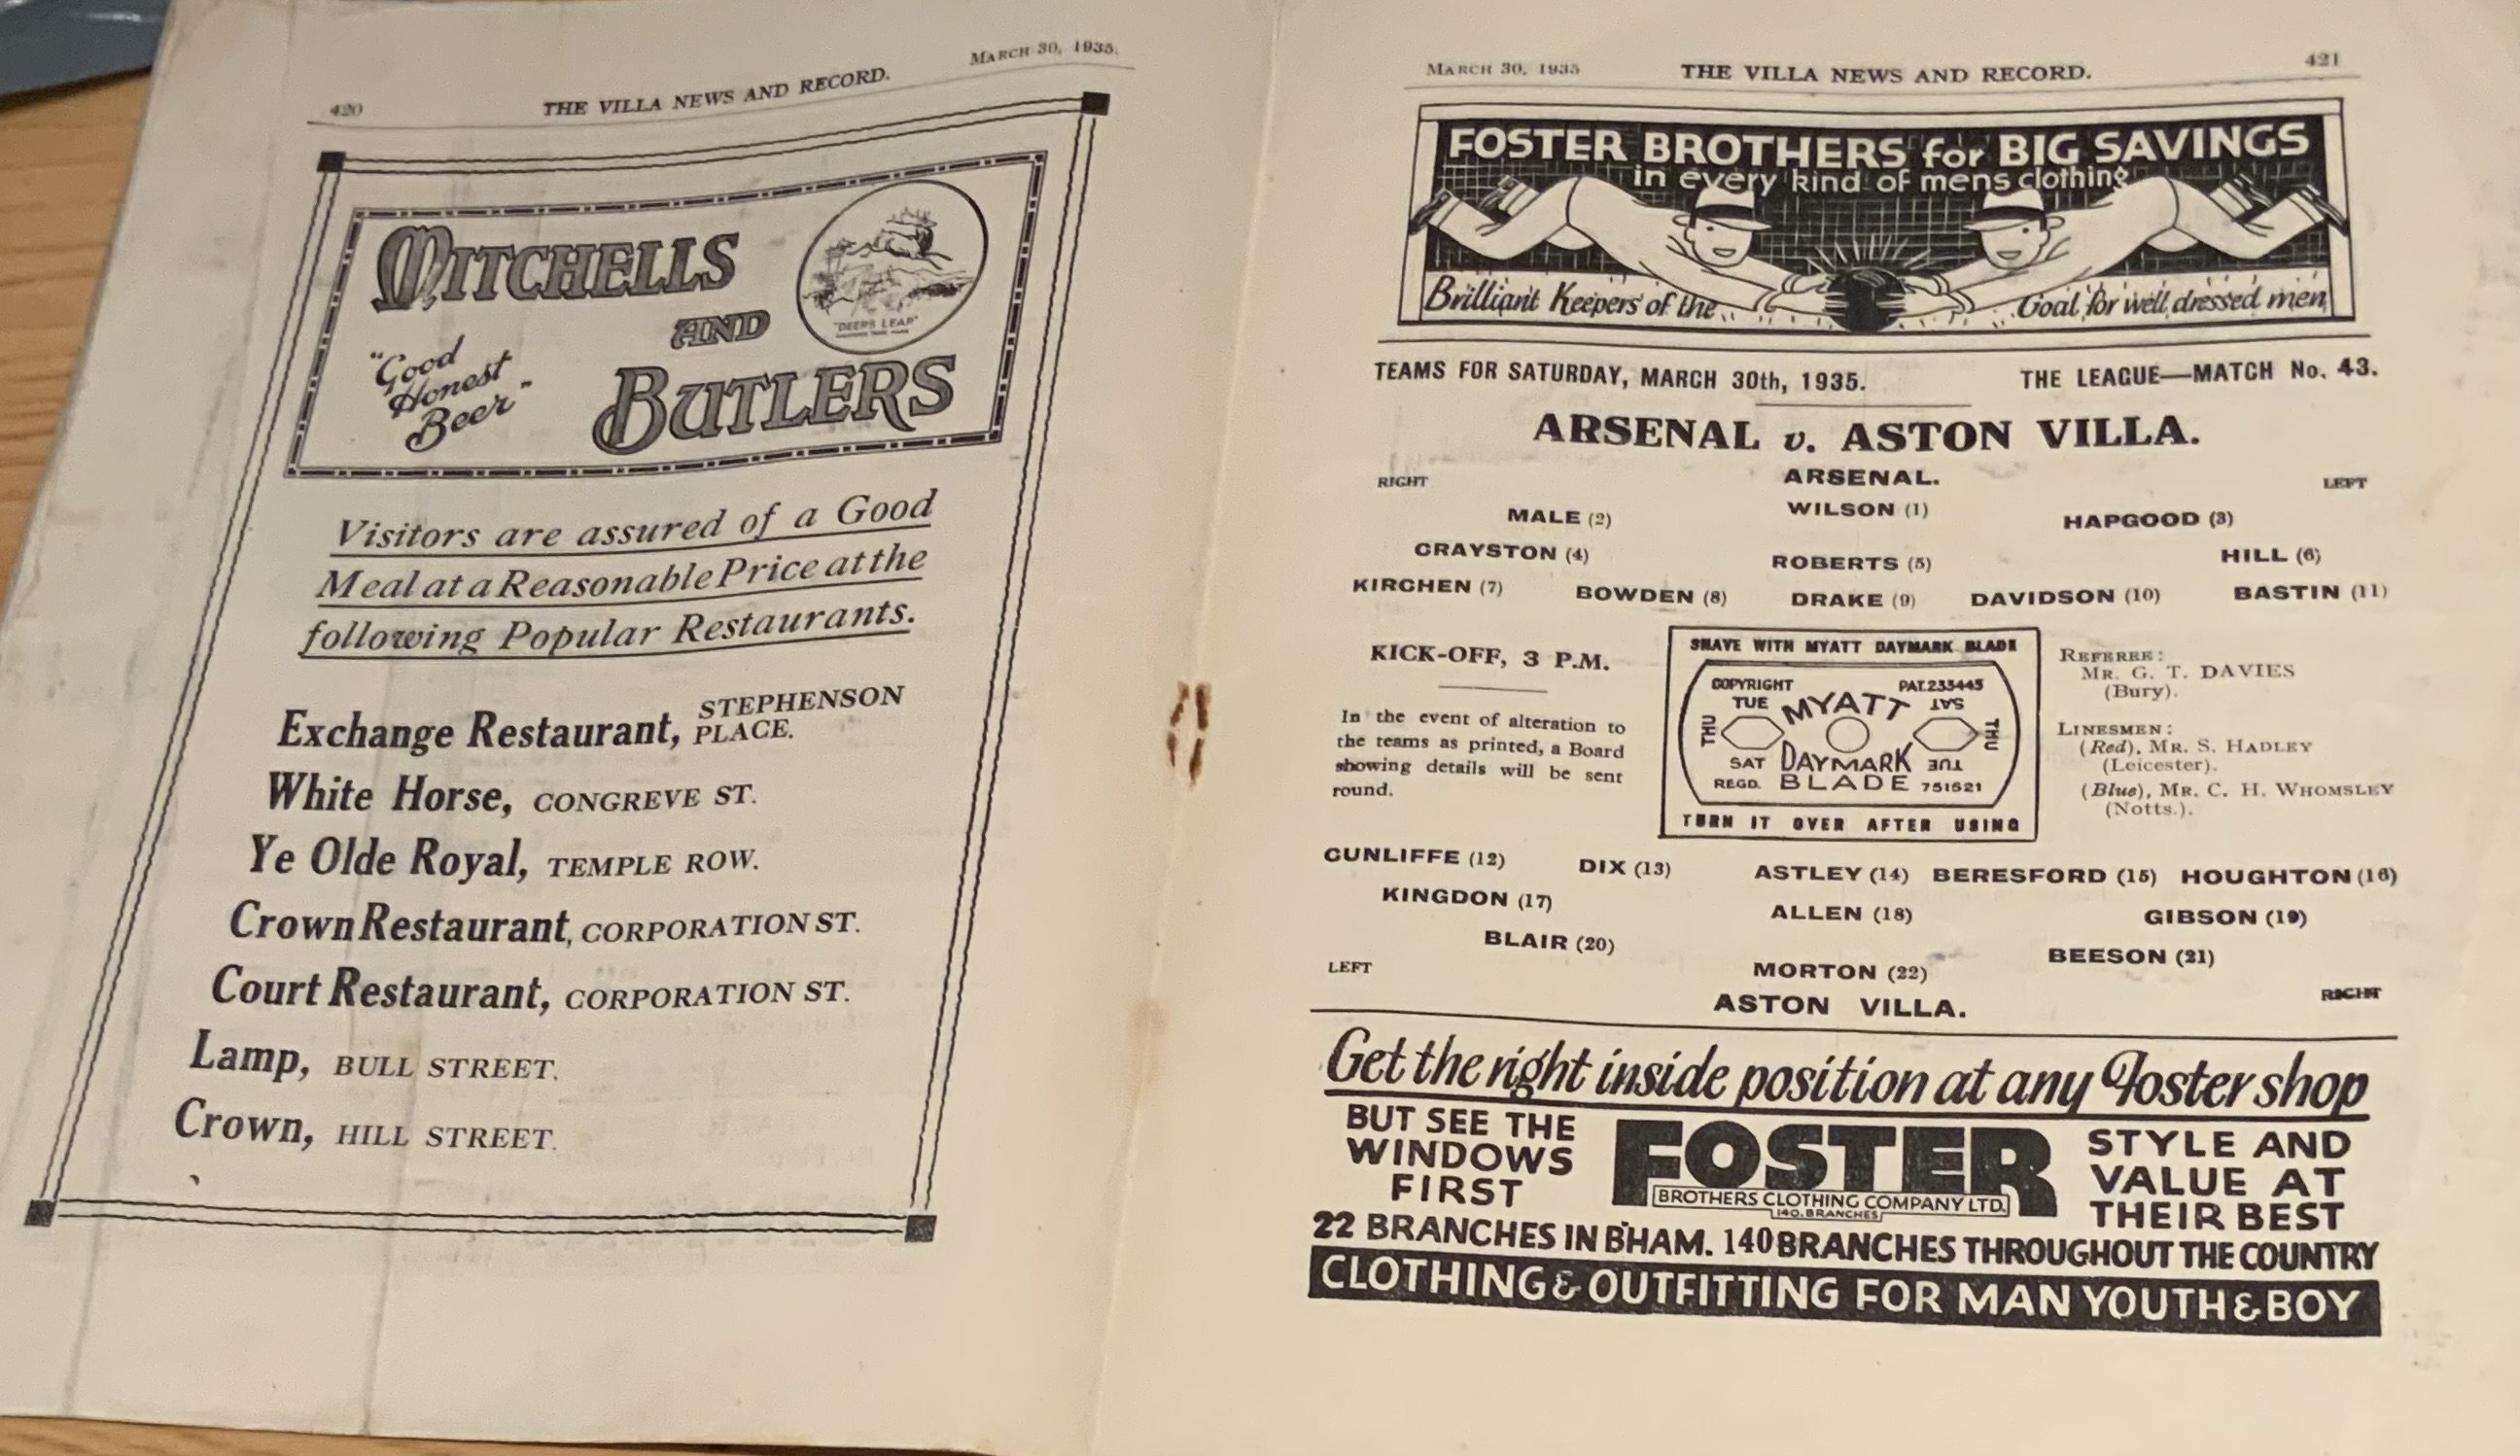 420
THE VILLA NEWS AND RECORD.
MARCH 30, 1935.
MITCHELLS
AND
BUTLERS
"Good
Honest
Beer"
"DEERS LEAP"
Visitors are assured of a Good
Meal at a Reasonable Price at the
following Popular Restaurants.
Exchange Restaurant, STEPHENSON
PLACE.
White Horse, CONGREVE ST.
Ye Olde Royal, TEMPLE ROW.
Crown Restaurant, CORPORATION ST.
Court Restaurant, CORPORATION ST.
Lamp, BULL STREET.
Crown, HILL STREET.
MARCH 30, 1935
THE VILLA NEWS AND RECORD.
421
FOSTER BROTHERS for BIG SAVINGS
in every kind of mens clothing
Brilliant Keepers of the.. ..Goal for well dressed men
TEAMS FOR SATURDAY, MARCH 30th, 1935. THE LEAGUE—MATCH No. 43.
ARSENAL v. ASTON VILLA.
RIGHT ARSENAL. LEFT
MALE (2) WILSON (1) HAPGOOD (3)
CRAYSTON (4) ROBERTS (5) HILL (6)
KIRCHEN (7) BOWDEN (8) DRAKE (9) DAVIDSON (10) BASTIN (11)
KICK-OFF, 3 P.M.
In the event of alteration to
the teams as printed, a Board
showing details will be sent
round.
SHAVE WITH MYATT DAYMARK BLADE
COPYRIGHT PAT. 233445
TUE MYATT SAT
THU THU
SAT DAYMARK TUE
REGD. BLADE 751521
TURN IT OVER AFTER USING
REFEREE:
MR. G. T. DAVIES
(Bury).
LINESMEN:
(Red), MR. S. HADLEY
(Leicester).
(Blue), MR. C. H. WHOMSLEY
(Notts.).
CUNLIFFE (12) DIX (13) ASTLEY (14) BERESFORD (15) HOUGHTON (16)
KINGDON (17) ALLEN (18) GIBSON (19)
BLAIR (20) BEESON (21)
LEFT MORTON (22) RIGHT
ASTON VILLA.
Get the right inside position at any Foster shop
BUT SEE THE
WINDOWS
FIRST
FOSTER
BROTHERS CLOTHING COMPANY LTD.
140. BRANCHES
STYLE AND
VALUE AT
THEIR BEST
22 BRANCHES IN B'HAM. 140 BRANCHES THROUGHOUT THE COUNTRY
CLOTHING & OUTFITTING FOR MAN YOUTH & BOY